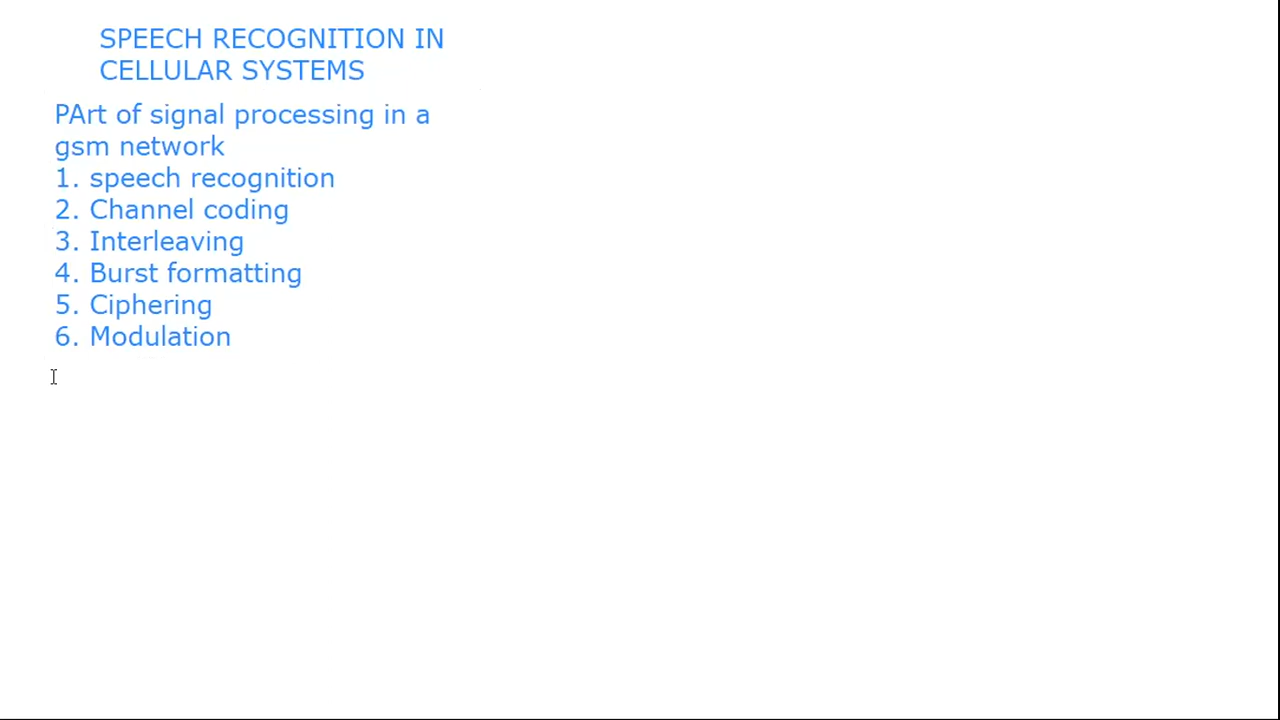 SPEECH RECOGNITION IN
CELLULAR SYSTEMS
PArt of signal processing in a
gsm network
1. speech recognition
2. Channel coding
3. Interleaving
4. Burst formatting
5. Ciphering
6. Modulation